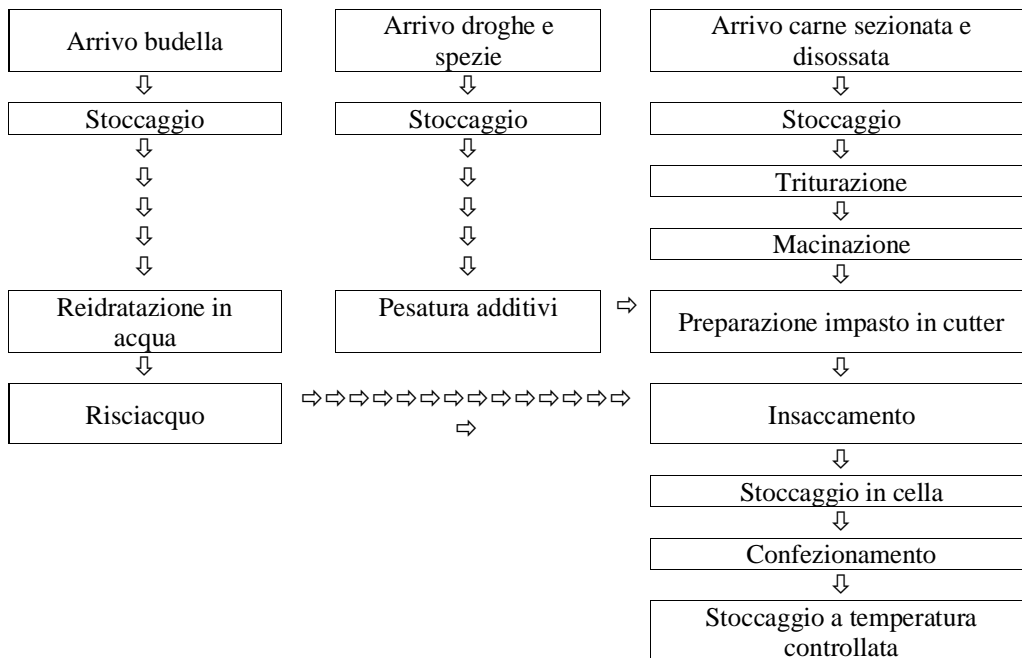 Arrivo budella
Arrivo droghe e
spezie
Arrivo carne sezionata e
disossata
Stoccaggio
Stoccaggio
Stoccaggio
Triturazione
Macinazione
Reidratazione in
acqua
Pesatura additivi
Preparazione impasto in cutter
Risciacquo
Insaccamento
Stoccaggio in cella
Confezionamento
Stoccaggio a temperatura
controllata